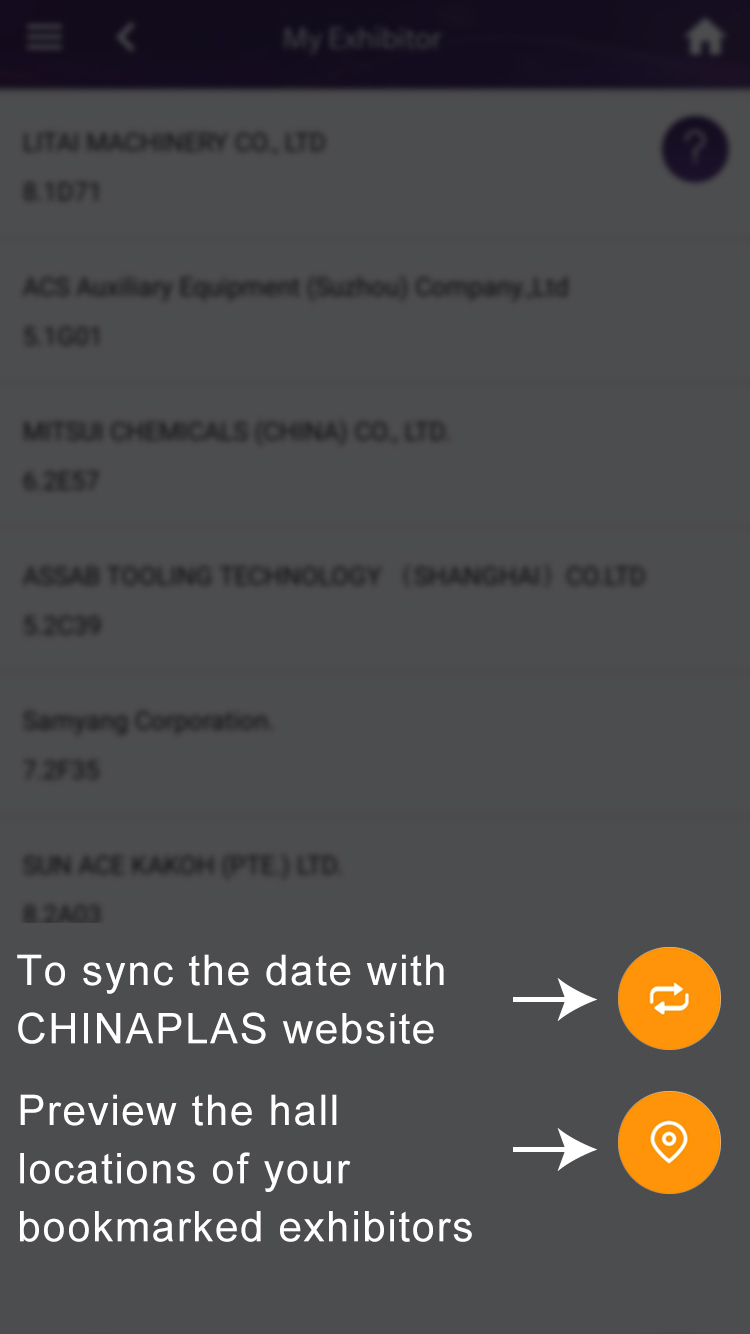 My Exhibitor
LITAI MACHINERY CO., LTD
?
8.1D71
ACS Auxiliary Equipment (Suzhou) Company.,Ltd
5.1G01
MITSUI CHEMICALS (CHINA) CO., LTD.
6.2E57
ASSAB TOOLING TECHNOLOGY （SHANGHAI）CO.LTD
5.2C39
Samyang Corporation.
7.2F35
SUN ACE KAKOH (PTE.) LTD.
8.2A03
To sync the date with
CHINAPLAS website
Preview the hall
locations of your
bookmarked exhibitors